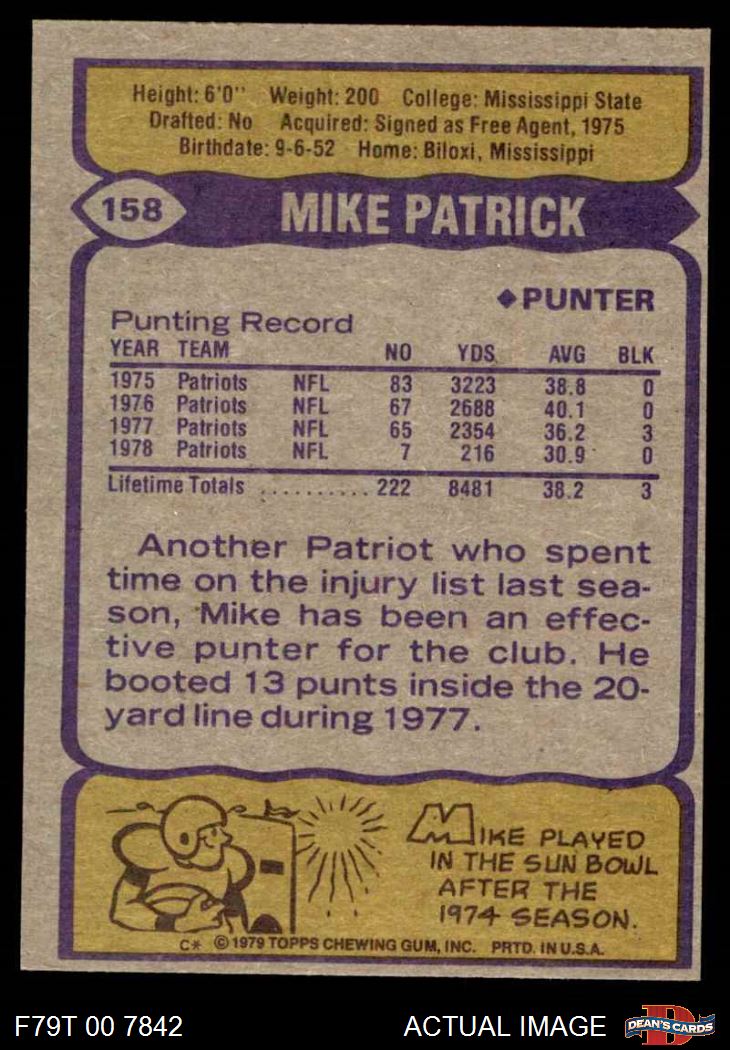 Height: 6'0" Weight: 200 College: Mississippi State
Drafted: No Acquired: Signed as Free Agent, 1975
Birthdate: 9-6-52 Home: Biloxi, Mississippi
158 MIKE PATRICK
◆PUNTER
Punting Record
YEAR TEAM NO YDS AVG BLK
1975 Patriots NFL 83 3223 38.8 0
1976 Patriots NFL 67 2688 40.1 0
1977 Patriots NFL 65 2354 36.2 3
1978 Patriots NFL 7 216 30.9 0
Lifetime Totals .......... 222 8481 38.2 3
Another Patriot who spent
time on the injury list last sea-
son, Mike has been an effec-
tive punter for the club. He
booted 13 punts inside the 20-
yard line during 1977.
MIKE PLAYED
IN THE SUN BOWL
AFTER THE
1974 SEASON.
C* © 1979 TOPPS CHEWING GUM, INC. PRTD. IN U.S.A.
F79T 00 7842 ACTUAL IMAGE D DEAN'S CARDS